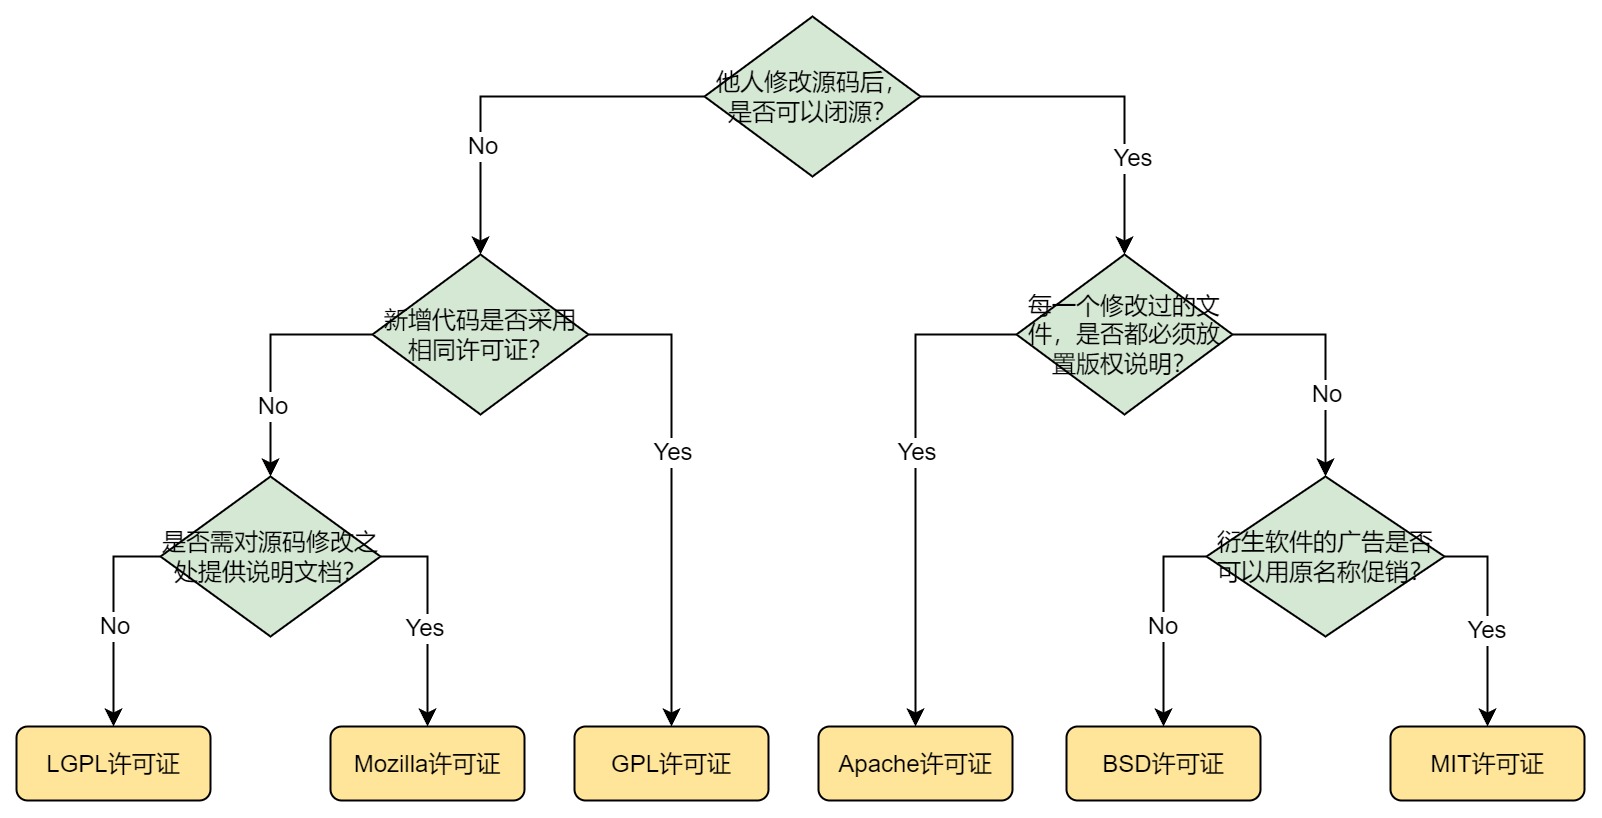 他人修改源码后，
是否可以闭源？
No
Yes
新增代码是否采用
相同许可证？
每一个修改过的文
件，是否都必须放
置版权说明？
No
Yes
Yes
No
是否需对源码修改之
处提供说明文档？
衍生软件的广告是否
可以用原名称促销？
No
Yes
No
Yes
LGPL许可证
Mozilla许可证
GPL许可证
Apache许可证
BSD许可证
MIT许可证